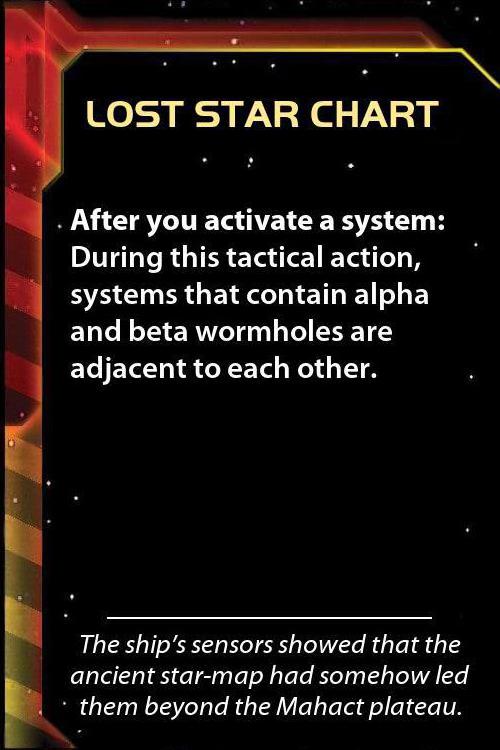 LOST STAR CHART
After you activate a system:
During this tactical action,
systems that contain alpha
and beta wormholes are
adjacent to each other.
The ship's sensors showed that the
ancient star-map had somehow led
them beyond the Mahact plateau.